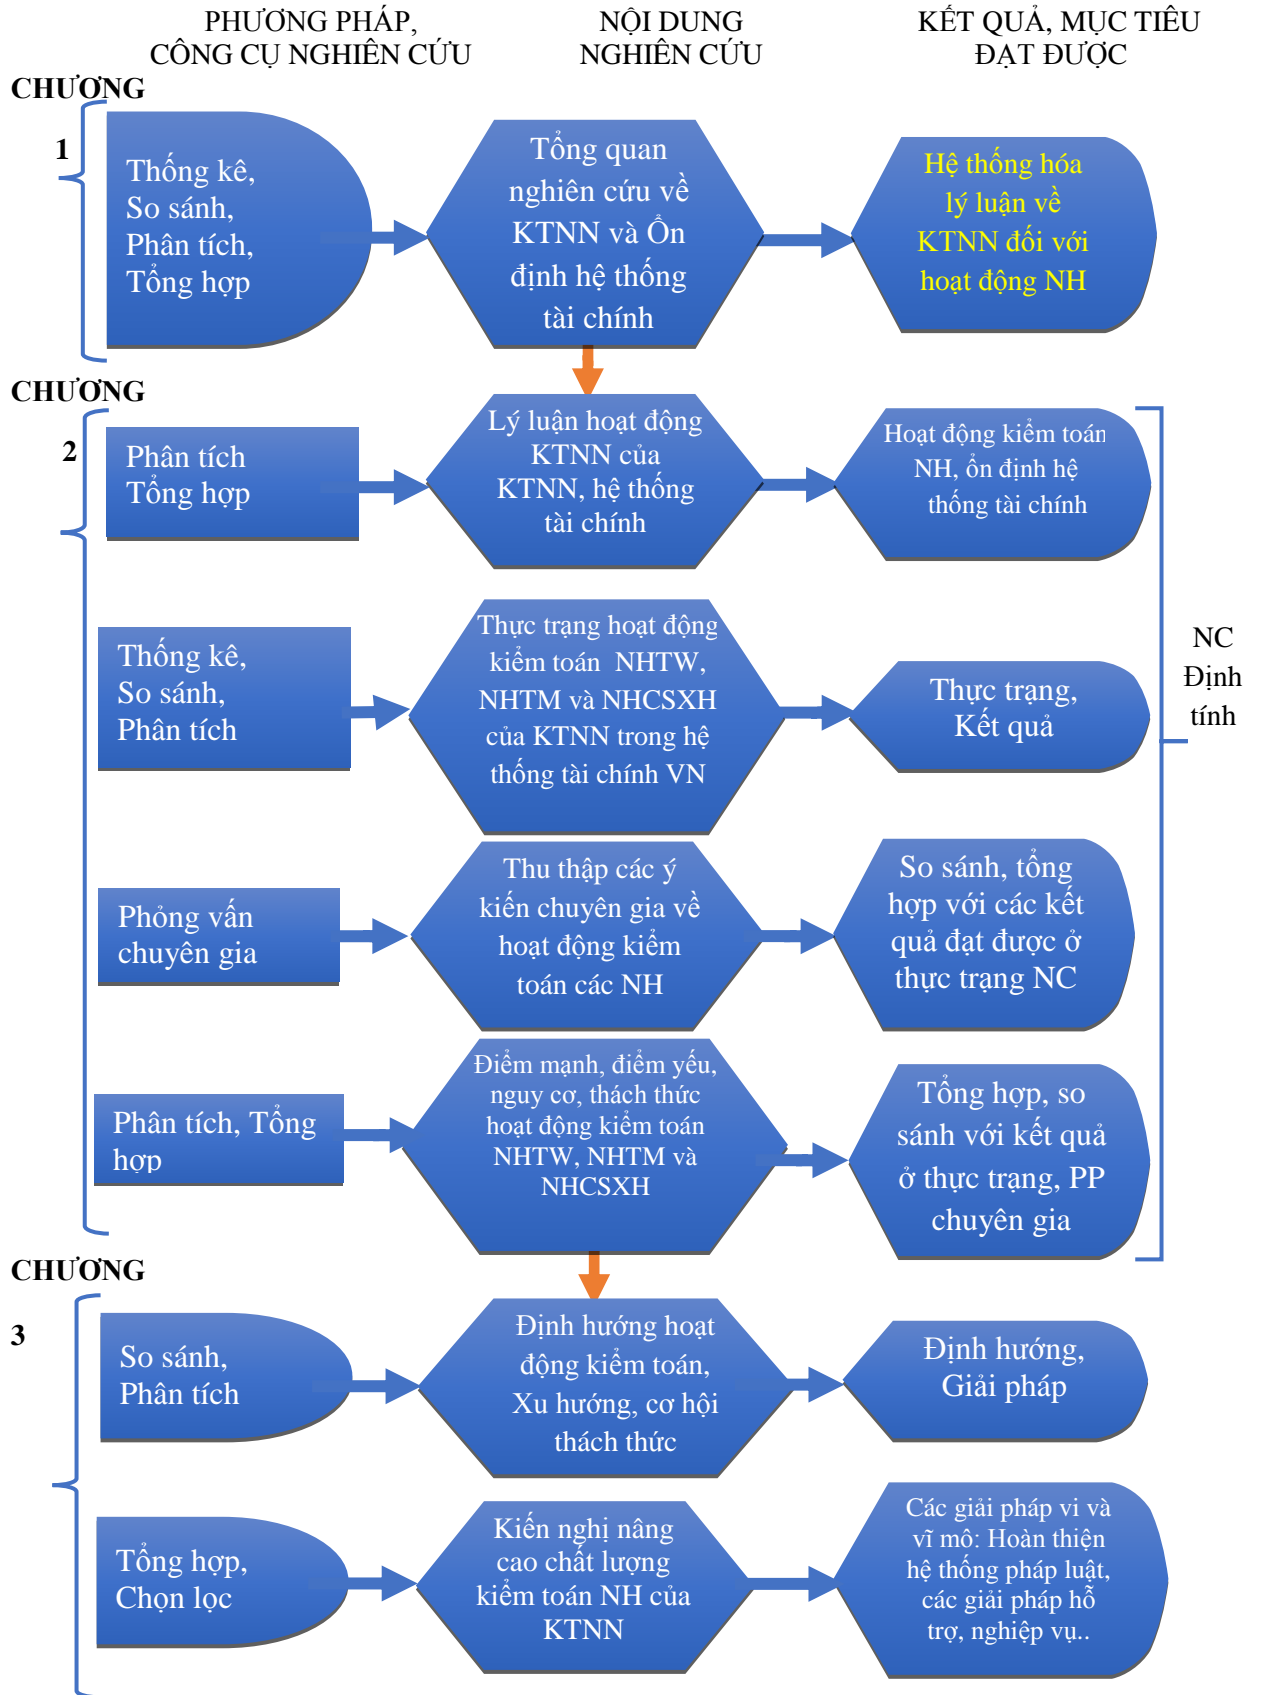 PHƯƠNG PHÁP,
CÔNG CỤ NGHIÊN CỨU
NỘI DUNG
NGHIÊN CỨU
KẾT QUẢ, MỤC TIÊU
ĐẠT ĐƯỢC
CHƯƠNG
1
Thống kê,
So sánh,
Phân tích,
Tổng hợp
Tổng quan
nghiên cứu về
KTNN và Ổn
định hệ thống
tài chính
Hệ thống hóa
lý luận về
KTNN đối với
hoạt động NH
CHƯƠNG
2
Phân tích
Tổng hợp
Lý luận hoạt động
KTNN của
KTNN, hệ thống
tài chính
Hoạt động kiểm toán
NH, ổn định hệ
thống tài chính
Thống kê,
So sánh,
Phân tích
Thực trạng hoạt động
kiểm toán NHTW,
NHTM và NHCSXH
của KTNN trong hệ
thống tài chính VN
Thực trạng,
Kết quả
NC
Định
tính
Phỏng vấn
chuyên gia
Thu thập các ý
kiến chuyên gia về
hoạt động kiểm
toán các NH
So sánh, tổng
hợp với các kết
quả đạt được ở
thực trạng NC
Phân tích, Tổng
hợp
Điểm mạnh, điểm yếu,
nguy cơ, thách thức
hoạt động kiểm toán
NHTW, NHTM và
NHCSXH
Tổng hợp, so
sánh với kết quả
ở thực trạng, PP
chuyên gia
CHƯƠNG
3
So sánh,
Phân tích
Định hướng hoạt
động kiểm toán,
Xu hướng, cơ hội
thách thức
Định hướng,
Giải pháp
Tổng hợp,
Chọn lọc
Kiến nghị nâng
cao chất lượng
kiểm toán NH của
KTNN
Các giải pháp vi và
vĩ mô: Hoàn thiện
hệ thống pháp luật,
các giải pháp hỗ
trợ, nghiệp vụ..